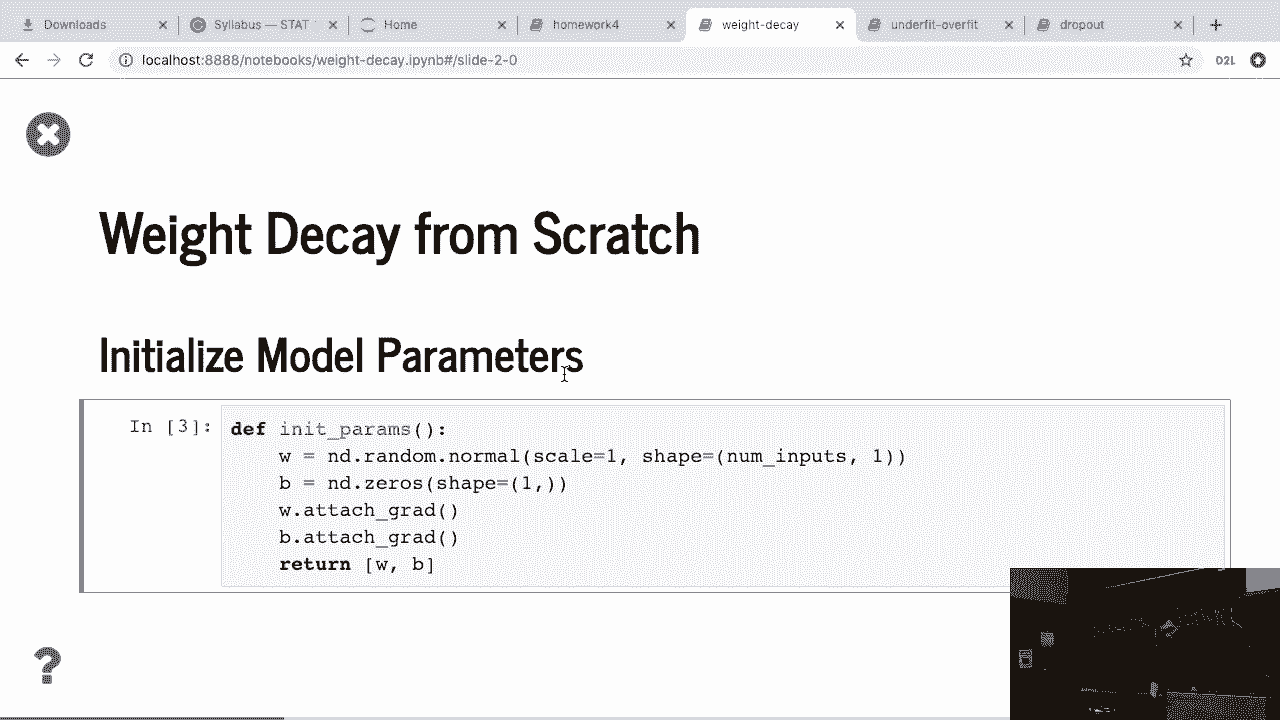 Downloads
Syllabus — STAT
Home
homework4
weight-decay
underfit-overfit
dropout
localhost:8888/notebooks/weight-decay.ipynb#/slide-2-0
D2L
Weight Decay from Scratch
Initialize Model Parameters
In [3]:
def init_params():
    w = nd.random.normal(scale=1, shape=(num_inputs, 1))
    b = nd.zeros(shape=(1,))
    w.attach_grad()
    b.attach_grad()
    return [w, b]
?